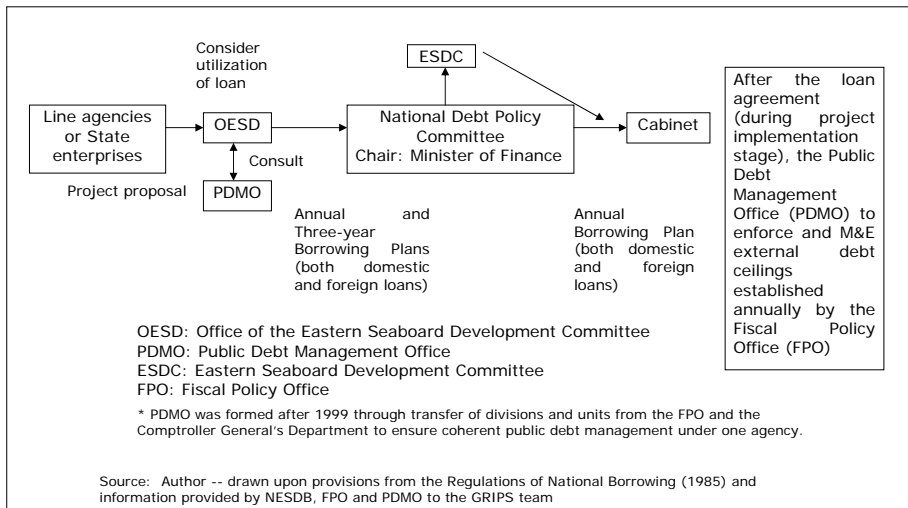 Consider
utilization
of loan
ESDC
Line agencies
or State
enterprises
OESD
National Debt Policy
Committee
Chair: Minister of Finance
Cabinet
Consult
Project proposal
PDMO
Annual and
Three-year
Borrowing Plans
(both domestic
and foreign loans)
Annual
Borrowing Plan
(both domestic
and foreign
loans)
After the loan
agreement
(during project
implementation
stage), the Public
Debt
Management
Office (PDMO) to
enforce and M&E
external debt
ceilings
established
annually by the
Fiscal Policy
Office (FPO)
OESD: Office of the Eastern Seaboard Development Committee
PDMO: Public Debt Management Office
ESDC: Eastern Seaboard Development Committee
FPO: Fiscal Policy Office
* PDMO was formed after 1999 through transfer of divisions and units from the FPO and the
Comptroller General's Department to ensure coherent public debt management under one agency.
Source: Author -- drawn upon provisions from the Regulations of National Borrowing (1985) and
information provided by NESDB, FPO and PDMO to the GRIPS team